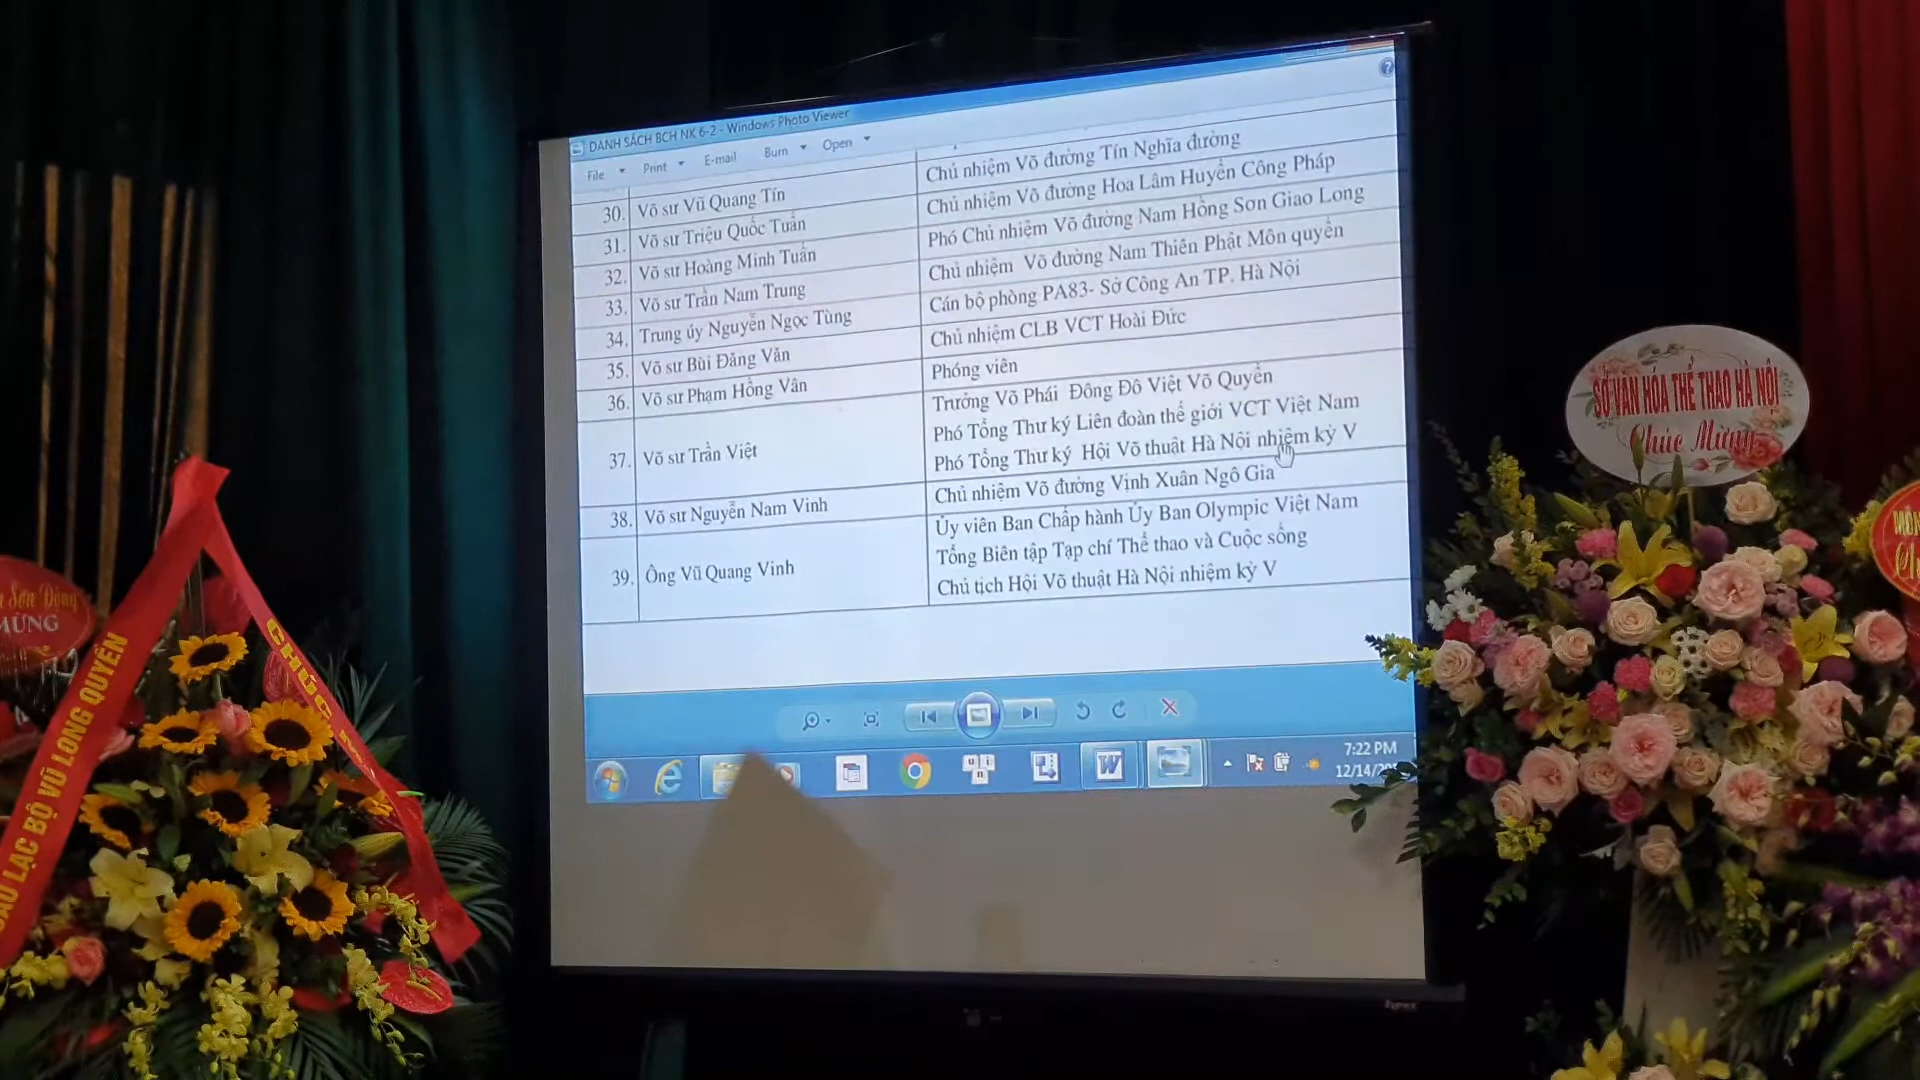 DANH SÁCH BCH NK 6-2 - Windows Photo Viewer
File Print E-mail Burn Open
30. Võ sư Vũ Quang Tín Chủ nhiệm Võ đường Tín Nghĩa đường
31. Võ sư Triệu Quốc Tuấn Chủ nhiệm Võ đường Hoa Lâm Huyền Công Pháp
32. Võ sư Hoàng Minh Tuấn Phó Chủ nhiệm Võ đường Nam Hồng Sơn Giao Long
33. Võ sư Trần Nam Trung Chủ nhiệm Võ đường Nam Thiên Phật Môn quyền
34. Trung úy Nguyễn Ngọc Tùng Cán bộ phòng PA83- Sở Công An TP. Hà Nội
35. Võ sư Bùi Đăng Văn Chủ nhiệm CLB VCT Hoài Đức
36. Võ sư Phạm Hồng Vân Phóng viên
37. Võ sư Trần Việt Trưởng Võ Phái Đông Đô Việt Võ Quyền
Phó Tổng Thư ký Liên đoàn thế giới VCT Việt Nam
Phó Tổng Thư ký Hội Võ thuật Hà Nội nhiệm kỳ V
38. Võ sư Nguyễn Nam Vinh Chủ nhiệm Võ đường Vịnh Xuân Ngô Gia
39. Ông Vũ Quang Vinh Ủy viên Ban Chấp hành Ủy Ban Olympic Việt Nam
Tổng Biên tập Tạp chí Thể thao và Cuộc sống
Chủ tịch Hội Võ thuật Hà Nội nhiệm kỳ V
7:22 PM
12/14/20
SỞ VĂN HÓA THỂ THAO HÀ NỘI
Chúc Mừng
Sơn Động
MỪNG
LẠC BỘ VŨ LONG QUYỀN
CHÚC